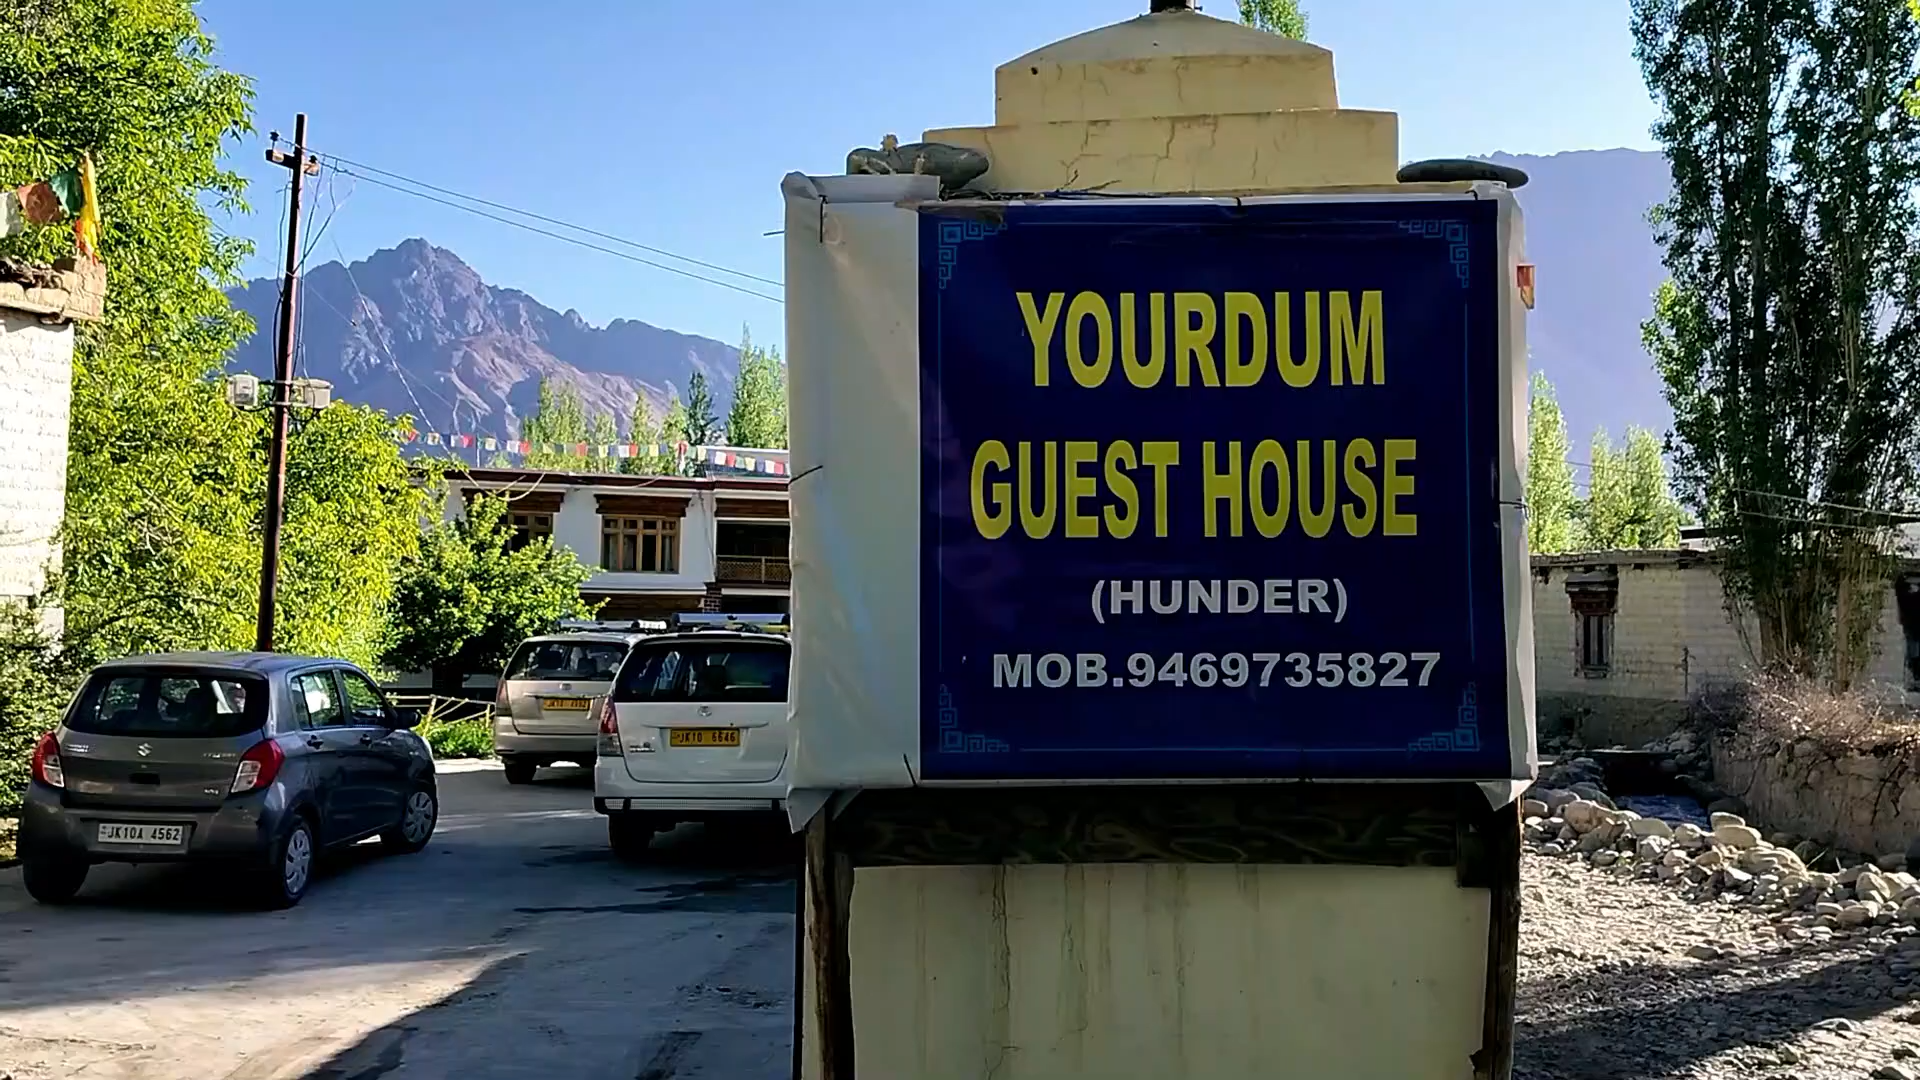 YOURDUM
GUEST HOUSE
(HUNDER)
MOB.9469735827
JK10A 4562
JK10 6646